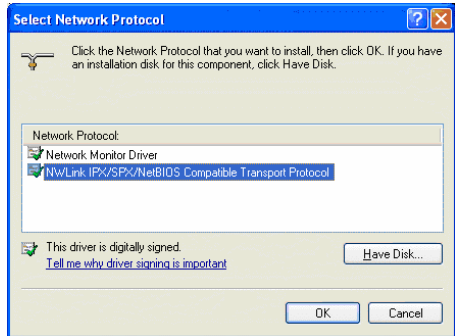 Select Network Protocol
Click the Network Protocol that you want to install, then click OK. If you have
an installation disk for this component, click Have Disk.
Network Protocol:
Network Monitor Driver
NWLink IPX/SPX/NetBIOS Compatible Transport Protocol
This driver is digitally signed.
Tell me why driver signing is important
Have Disk...
OK
Cancel